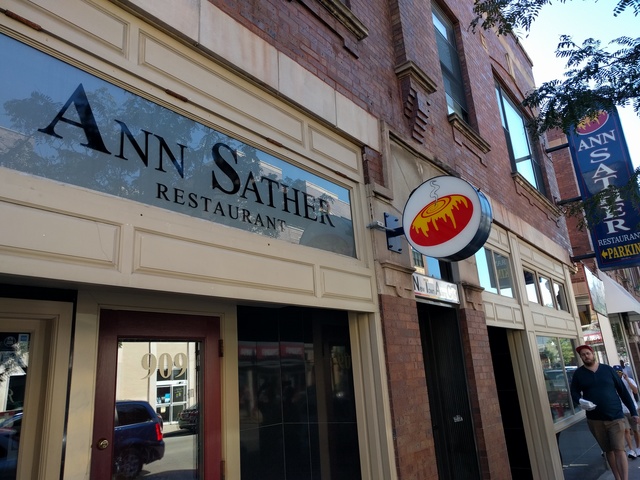 ANN SATHER
RESTAURANT
909
ANN
SATHER
RESTAURANT
PARKING